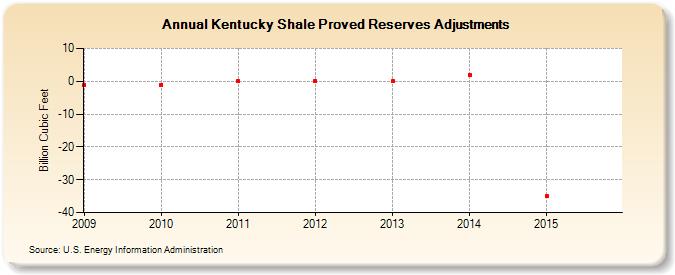 Annual Kentucky Shale Proved Reserves Adjustments
Billion Cubic Feet
10
0
-10
-20
-30
-40
2009 2010 2011 2012 2013 2014 2015
Source: U.S. Energy Information Administration